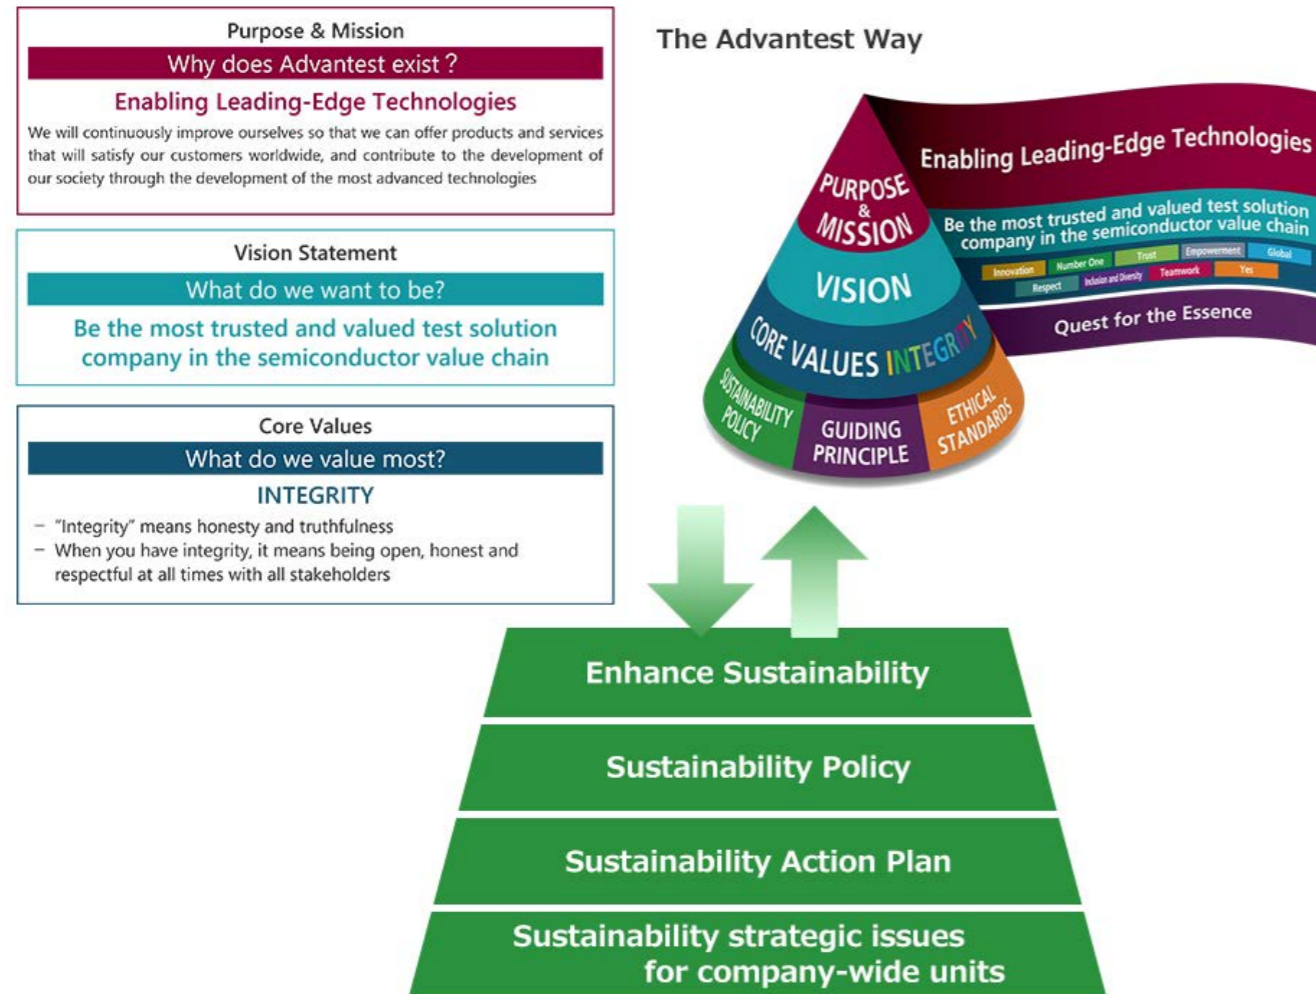 Purpose & Mission
Why does Advantest exist ?
Enabling Leading-Edge Technologies
We will continuously improve ourselves so that we can offer products and services
that will satisfy our customers worldwide, and contribute to the development of
our society through the development of the most advanced technologies
Vision Statement
What do we want to be?
Be the most trusted and valued test solution
company in the semiconductor value chain
Core Values
What do we value most?
INTEGRITY
– “Integrity” means honesty and truthfulness
– When you have integrity, it means being open, honest and
respectful at all times with all stakeholders
The Advantest Way
PURPOSE
&
MISSION
VISION
CORE VALUES INTEGRITY
SUSTAINABILITY
POLICY
GUIDING
PRINCIPLE
ETHICAL
STANDARDS
Enabling Leading-Edge Technologies
Be the most trusted and valued test solution
company in the semiconductor value chain
Innovation Number One Trust Empowerment Global
Respect Inclusion and Diversity Teamwork Yes
Quest for the Essence
Enhance Sustainability
Sustainability Policy
Sustainability Action Plan
Sustainability strategic issues
for company-wide units